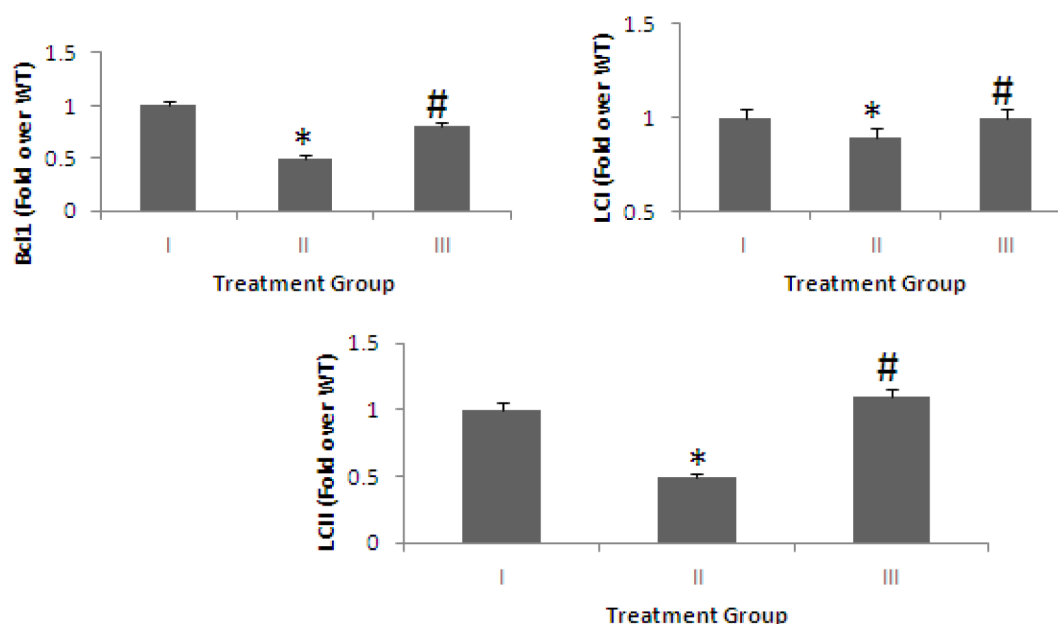 Bcl1 (Fold over WT)
1.5
1
0.5
0
*
#
I II III
Treatment Group
LCI (Fold over WT)
1.5
1
0.5
*
#
I II III
Treatment Group
LCII (Fold over WT)
1.5
1
0.5
0
*
#
I II III
Treatment Group